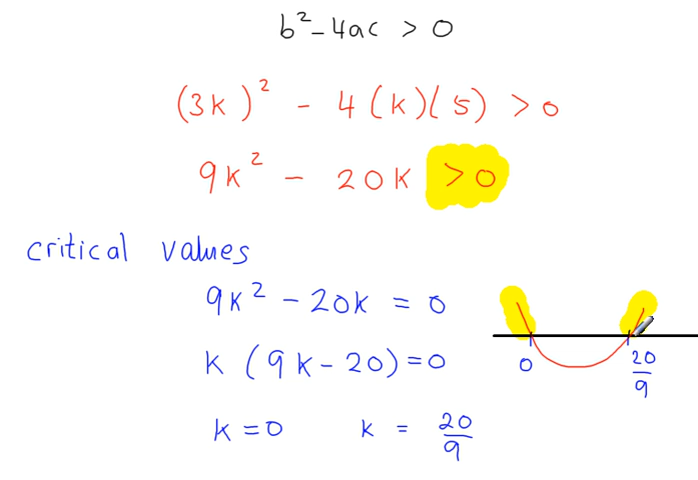 b² - 4ac > 0
(3k)² - 4(k)(5) > 0
9k² - 20k > 0
critical values
9k² - 20k = 0
k(9k - 20) = 0
k = 0 k = 20/9
0 20/9